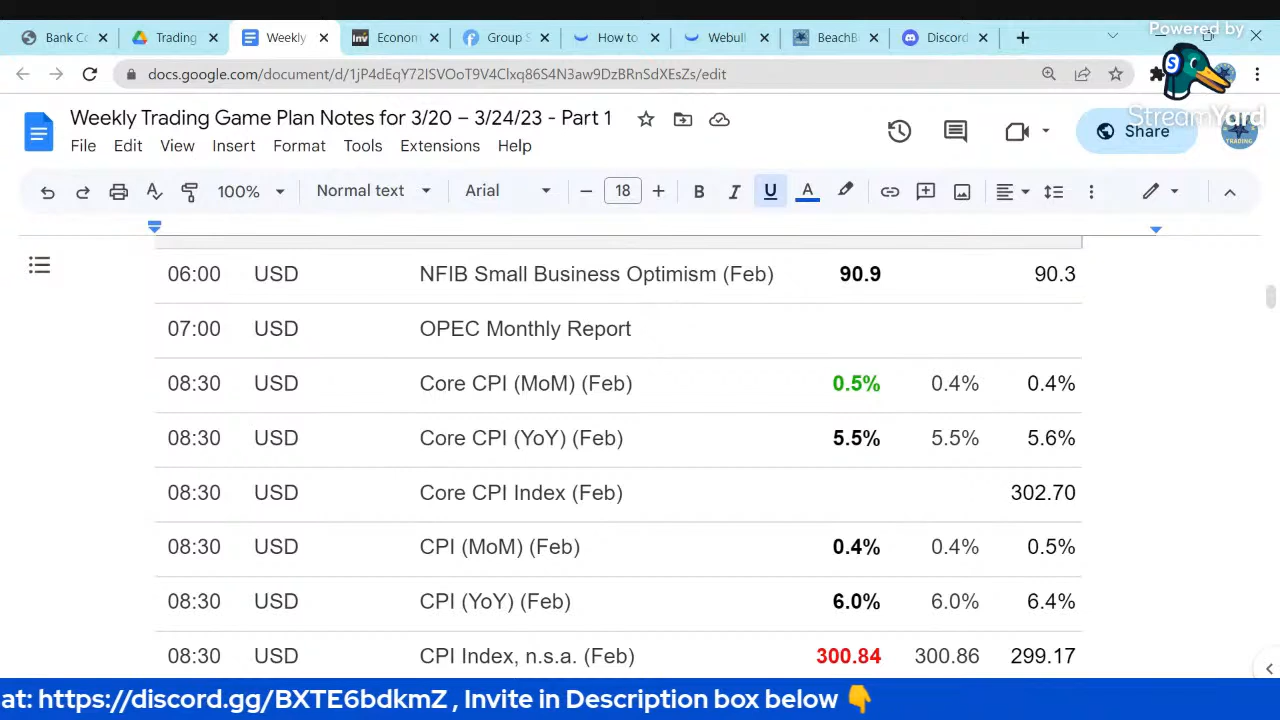 Powered by
Bank Co
Trading
Weekly
Inv
Econom
Cup S
How to
Webull
BeachB
Discord
docs.google.com/document/d/1jP4dEqY72ISVOoDF54Clxq86S4N3aw9DzBRnSdXEsZs/edit
StreamYard
Weekly Trading Game Plan Notes for 3/20 – 3/24/23 - Part 1
Share
TRADING
File Edit View Insert Format Tools Extensions Help
100% Normal text Arial 18 B I U A
06:00 USD NFIB Small Business Optimism (Feb) 90.9 90.3
07:00 USD OPEC Monthly Report
08:30 USD Core CPI (MoM) (Feb) 0.5% 0.4% 0.4%
08:30 USD Core CPI (YoY) (Feb) 5.5% 5.5% 5.6%
08:30 USD Core CPI Index (Feb) 302.70
08:30 USD CPI (MoM) (Feb) 0.4% 0.4% 0.5%
08:30 USD CPI (YoY) (Feb) 6.0% 6.0% 6.4%
08:30 USD CPI Index, n.s.a. (Feb) 300.84 300.86 299.17
at: https://discord.gg/BXTE6bdkmZ , Invite in Description box below 👇